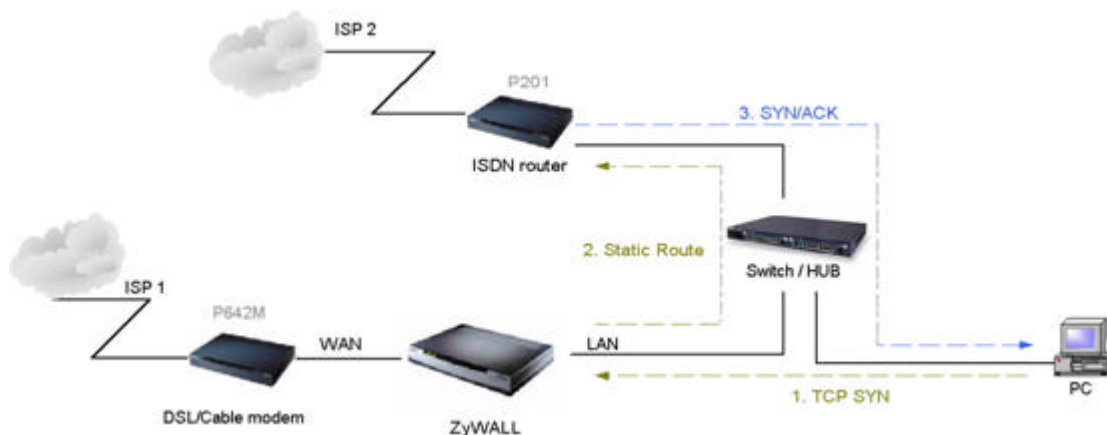 ISP 2
P201
3. SYN/ACK
ISDN router
2. Static Route
Switch / HUB
ISP 1
P642M
WAN
LAN
PC
1. TCP SYN
DSL/Cable modem
ZyWALL